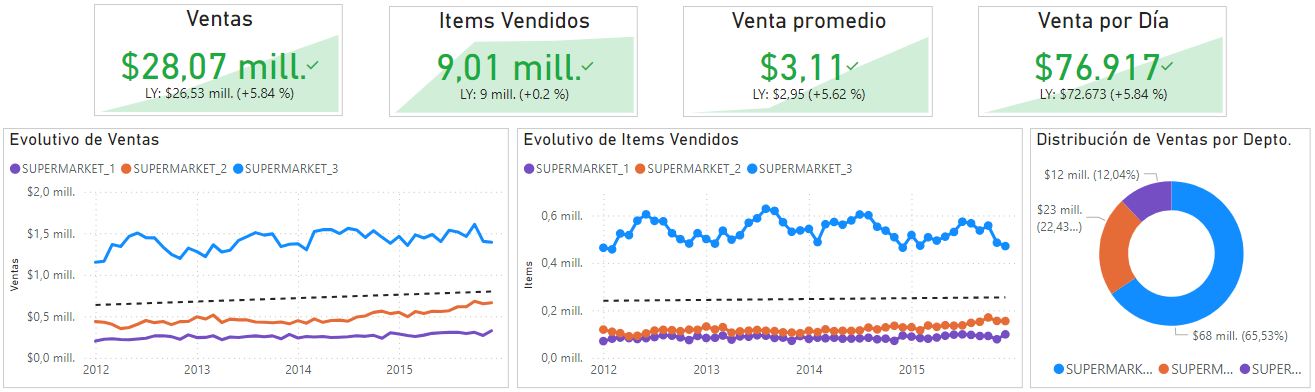 Ventas
$28,07 mill.
LY: $26,53 mill. (+5.84 %)
Items Vendidos
9,01 mill.
LY: 9 mill. (+0.2 %)
Venta promedio
$3,11
LY: $2,95 (+5.62 %)
Venta por Día
$76.917
LY: $72.673 (+5.84 %)
Evolutivo de Ventas
SUPERMARKET_1 SUPERMARKET_2 SUPERMARKET_3
Ventas
$2,0 mill.
$1,5 mill.
$1,0 mill.
$0,5 mill.
$0,0 mill.
2012 2013 2014 2015
Evolutivo de Items Vendidos
SUPERMARKET_1 SUPERMARKET_2 SUPERMARKET_3
Items
0,6 mill.
0,4 mill.
0,2 mill.
0,0 mill.
2012 2013 2014 2015
Distribución de Ventas por Depto.
$12 mill. (12,04%)
$23 mill.
(22,43...)
$68 mill. (65,53%)
SUPERMARK... SUPERM... SUPER...